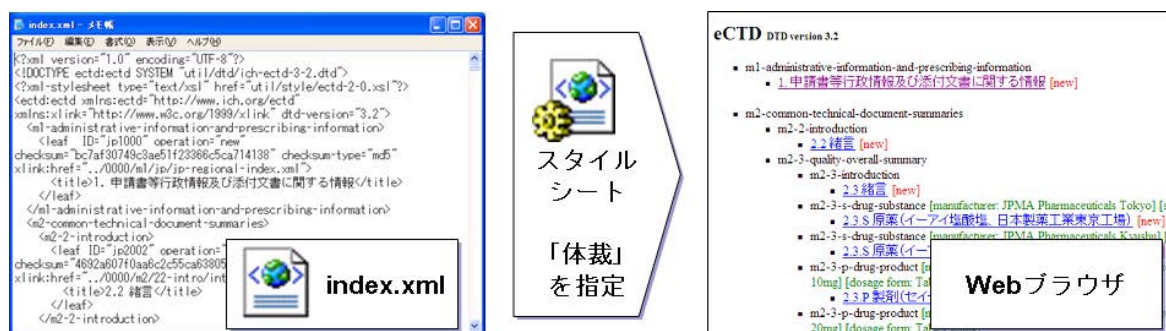 index.xml - メモ帳
ファイル(F) 編集(E) 書式(O) 表示(V) ヘルプ(H)
<?xml version="1.0" encoding="UTF-8"?>
<!DOCTYPE ectd:ectd SYSTEM "util/dtd/ich-ectd-3-2.dtd">
<?xml-stylesheet type="text/xsl" href="util/style/ectd-2-0.xsl"?>
<ectd:ectd xmlns:ectd="http://www.ich.org/ectd"
xmlns:xlink="http://www.w3c.org/1999/xlink" dtd-version="3.2">
<m1-administrative-information-and-prescribing-information>
<leaf ID="jp1000" operation="new"
checksum="bc7af30749c3ae51f23366c5ca714138" checksum-type="md5"
xlink:href="../0000/m1/jp/jp-regional-index.xml">
<title>1. 申請書等行政情報及び添付文書に関する情報</title>
</leaf>
</m1-administrative-information-and-prescribing-information>
<m2-common-technical-document-summaries>
<m2-2-introduction>
<leaf ID="jp2002" operation="
checksum="4692a607f0aa6c2c55ca63805
xlink:href="../0000/m2/22-intro/int
<title>2.2 緒言</title>
</leaf>
</m2-2-introduction>
index.xml
スタイル
シート
「体裁」
を指定
eCTD DTD version 3.2
m1-administrative-information-and-prescribing-information
1. 申請書等行政情報及び添付文書に関する情報 [new]
m2-common-technical-document-summaries
m2-2-introduction
2.2 緒言 [new]
m2-3-quality-overall-summary
m2-3-introduction
2.3 緒言 [new]
m2-3-s-drug-substance [manufacturer: JPMA Pharmaceuticals Tokyo] [s
2.3.S 原薬(イーアイ塩酸塩、日本製薬工業東京工場) [new]
m2-3-s-drug-substance [manufacturer: JPMA Pharmaceuticals Kyushu] [
2.3.S 原薬(イー
m2-3-p-drug-product [m
10mg] [dosage form: Tab
2.3.P 製剤(セイ
m2-3-p-drug-product [m
20mg] [dosage form: Tab
Webブラウザ